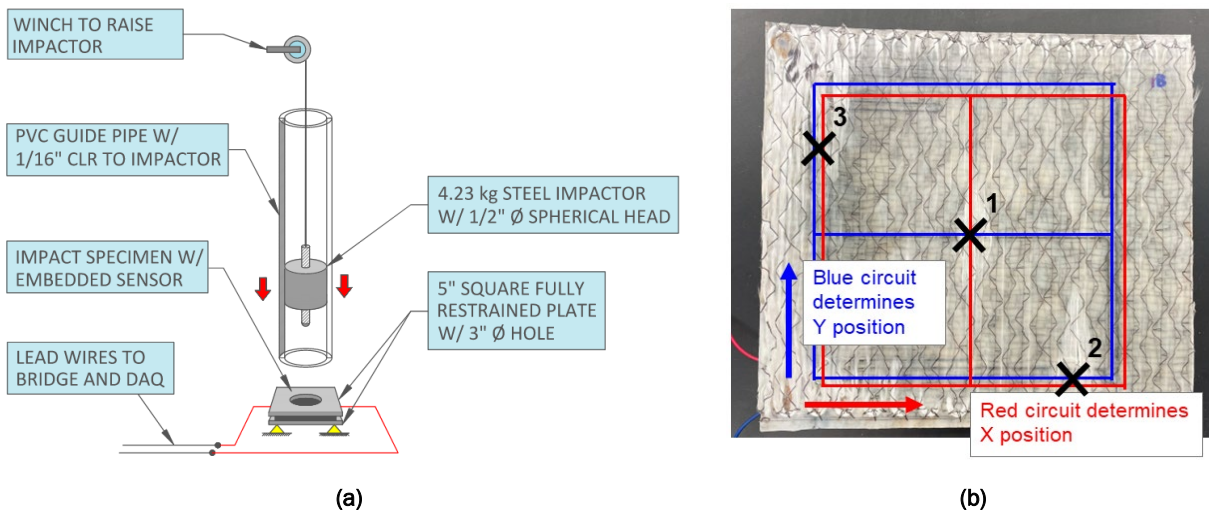 WINCH TO RAISE
IMPACTOR
PVC GUIDE PIPE W/
1/16" CLR TO IMPACTOR
4.23 kg STEEL IMPACTOR
W/ 1/2" Ø SPHERICAL HEAD
IMPACT SPECIMEN W/
EMBEDDED SENSOR
5" SQUARE FULLY
RESTRAINED PLATE
W/ 3" Ø HOLE
LEAD WIRES TO
BRIDGE AND DAQ
(a)
1B
3
1
Blue circuit
determines
Y position
2
Red circuit determines
X position
(b)